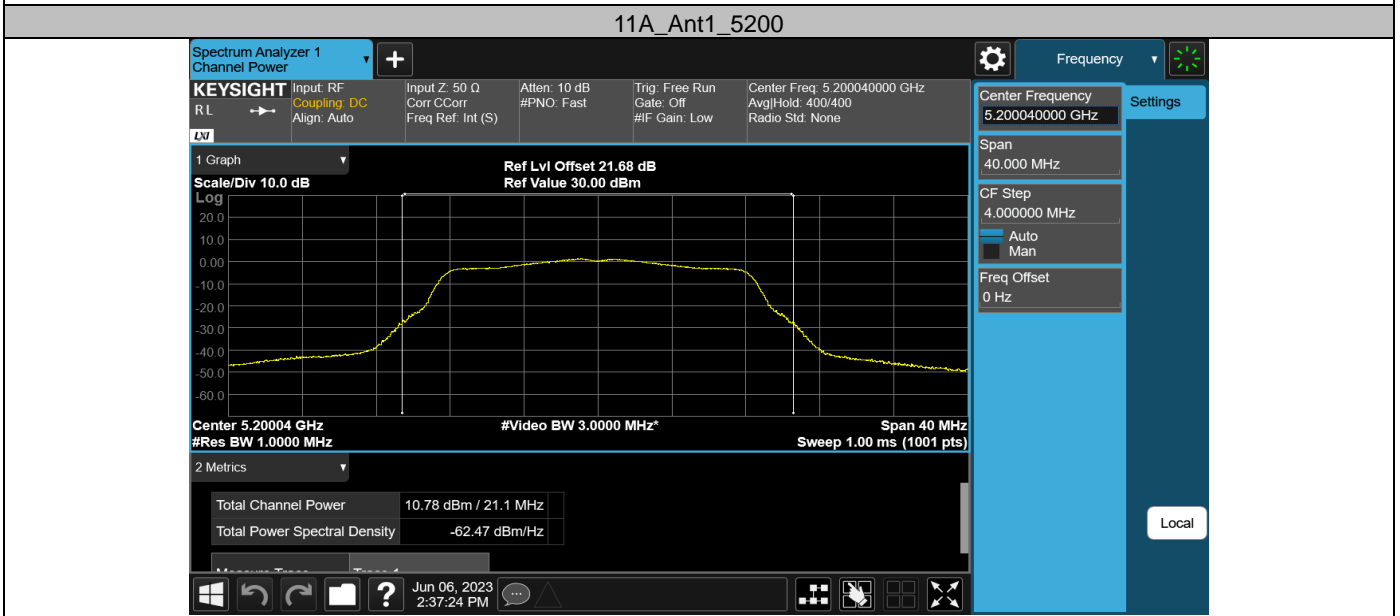 11A_Ant1_5200
Spectrum Analyzer 1
Channel Power
+
Frequency
KEYSIGHT
R L
LXI
Input: RF
Coupling: DC
Align: Auto
Input Z: 50 Ω
Corr CCorr
Freq Ref: Int (S)
Atten: 10 dB
#PNO: Fast
Trig: Free Run
Gate: Off
#IF Gain: Low
Center Freq: 5.200040000 GHz
Avg|Hold: 400/400
Radio Std: None
Center Frequency
5.200040000 GHz
Settings
Span
40.000 MHz
CF Step
4.000000 MHz
Auto
Man
Freq Offset
0 Hz
Local
1 Graph
Scale/Div 10.0 dB
Ref Lvl Offset 21.68 dB
Ref Value 30.00 dBm
Log
20.0
10.0
0.00
-10.0
-20.0
-30.0
-40.0
-50.0
-60.0
Center 5.20004 GHz
#Video BW 3.0000 MHz*
Span 40 MHz
#Res BW 1.0000 MHz
Sweep 1.00 ms (1001 pts)
2 Metrics
Total Channel Power 10.78 dBm / 21.1 MHz
Total Power Spectral Density -62.47 dBm/Hz
Measure Trace Trace 1
?
Jun 06, 2023
2:37:24 PM